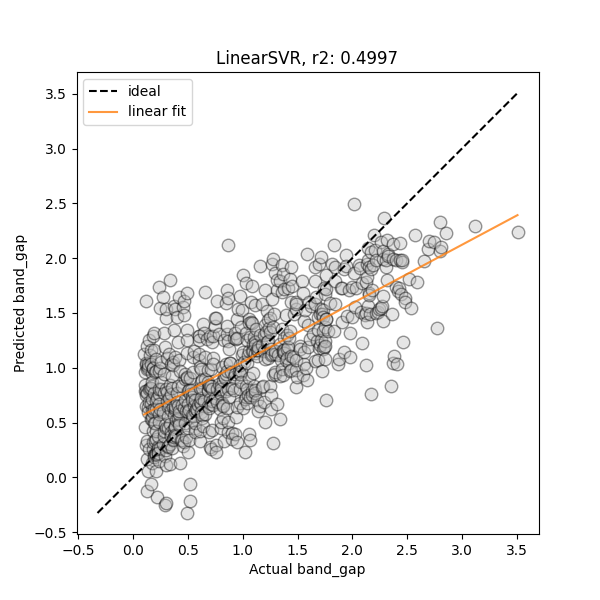 LinearSVR, r2: 0.4997
ideal
linear fit
3.5
3.0
2.5
2.0
1.5
1.0
0.5
0.0
−0.5
Predicted band_gap
−0.5 0.0 0.5 1.0 1.5 2.0 2.5 3.0 3.5
Actual band_gap